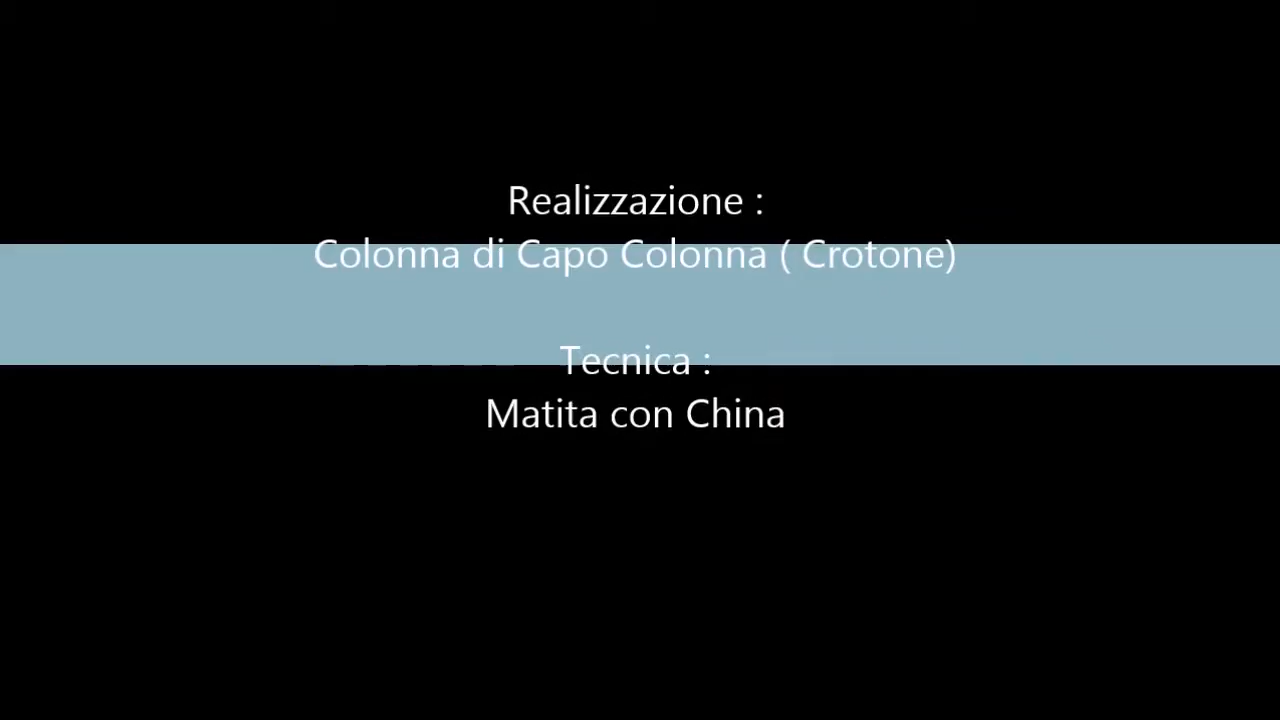 Realizzazione :
Colonna di Capo Colonna ( Crotone)
Tecnica :
Matita con China